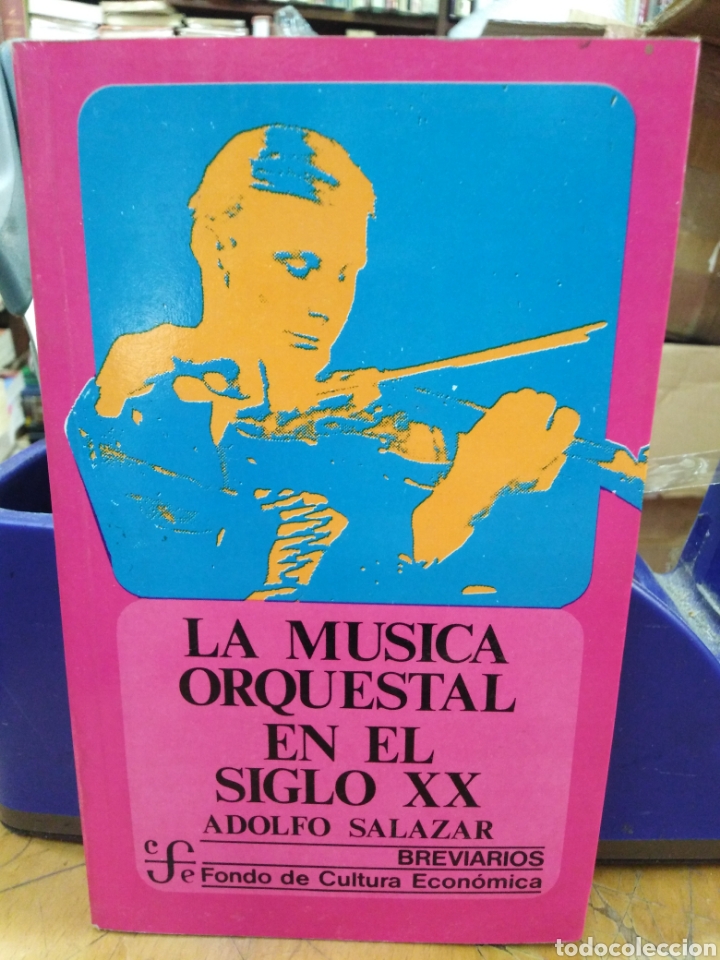 LA MUSICA
ORQUESTAL
EN EL
SIGLO XX
ADOLFO SALAZAR
BREVIARIOS
cfe Fondo de Cultura Económica
todocoleccion